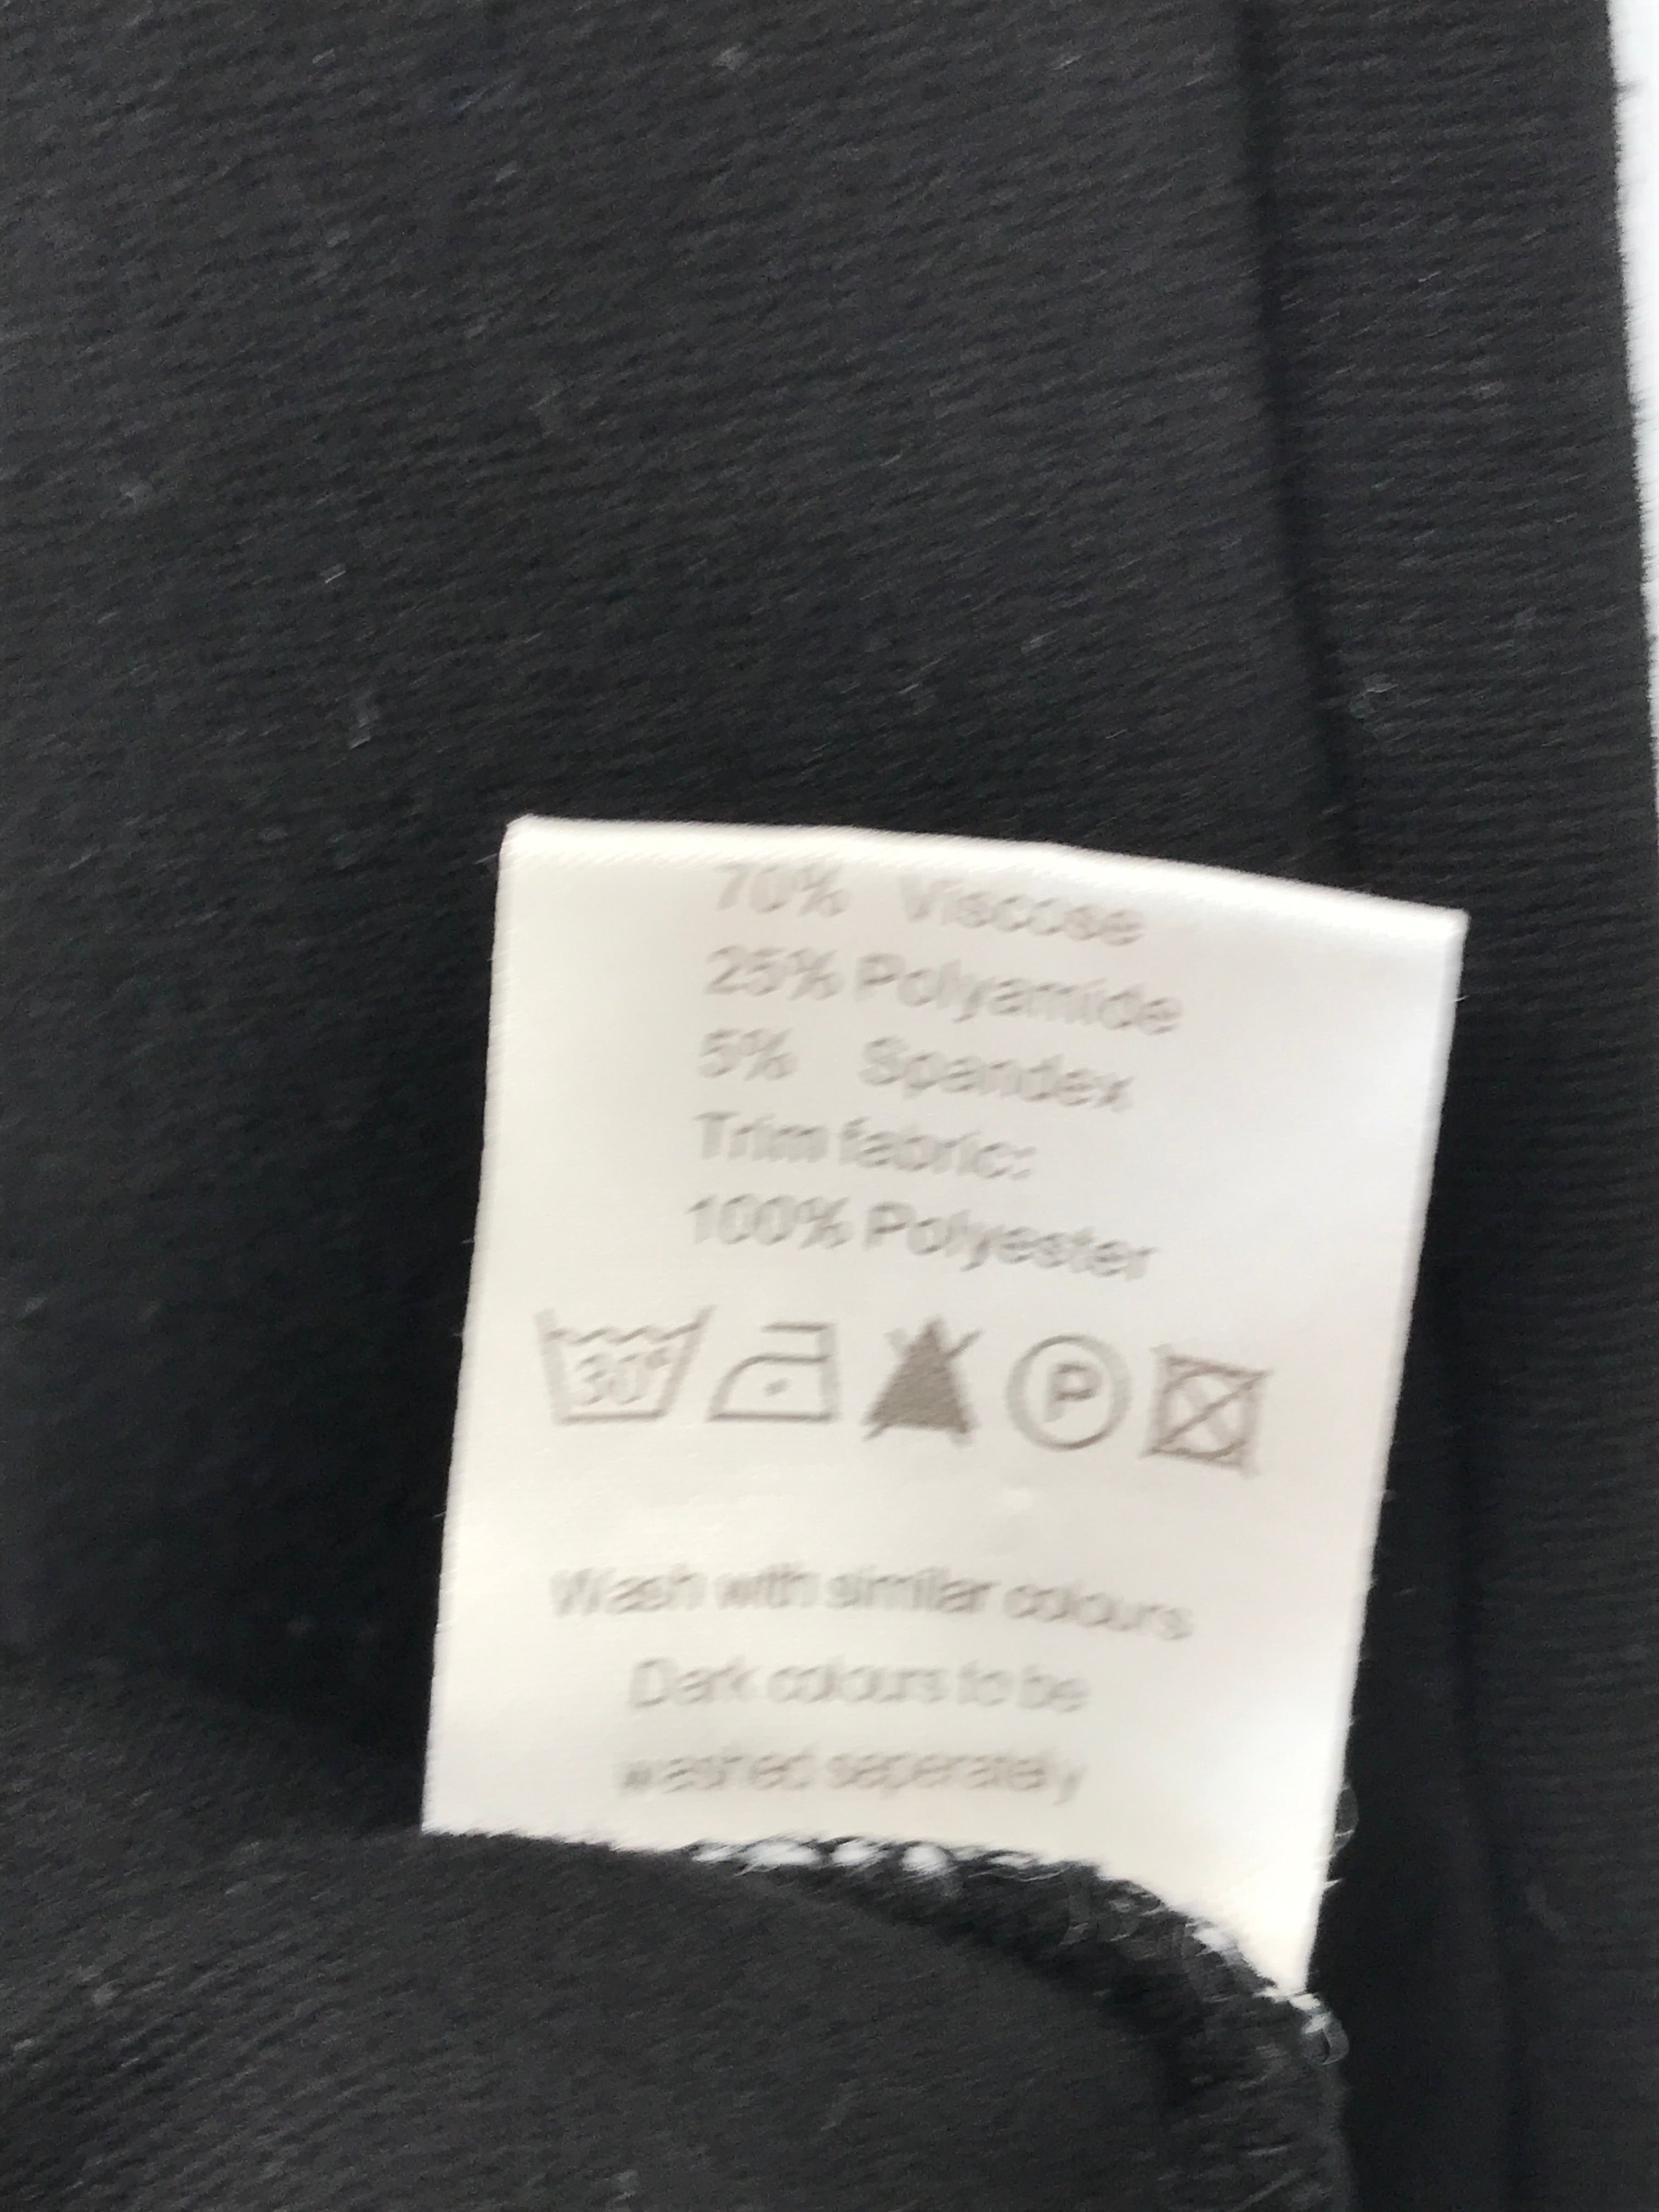 70% Viscose
25% Polyamide
5% Spandex
Trim fabric:
100% Polyester
30° P
Wash with similar colours
Dark colours to be
washed seperately